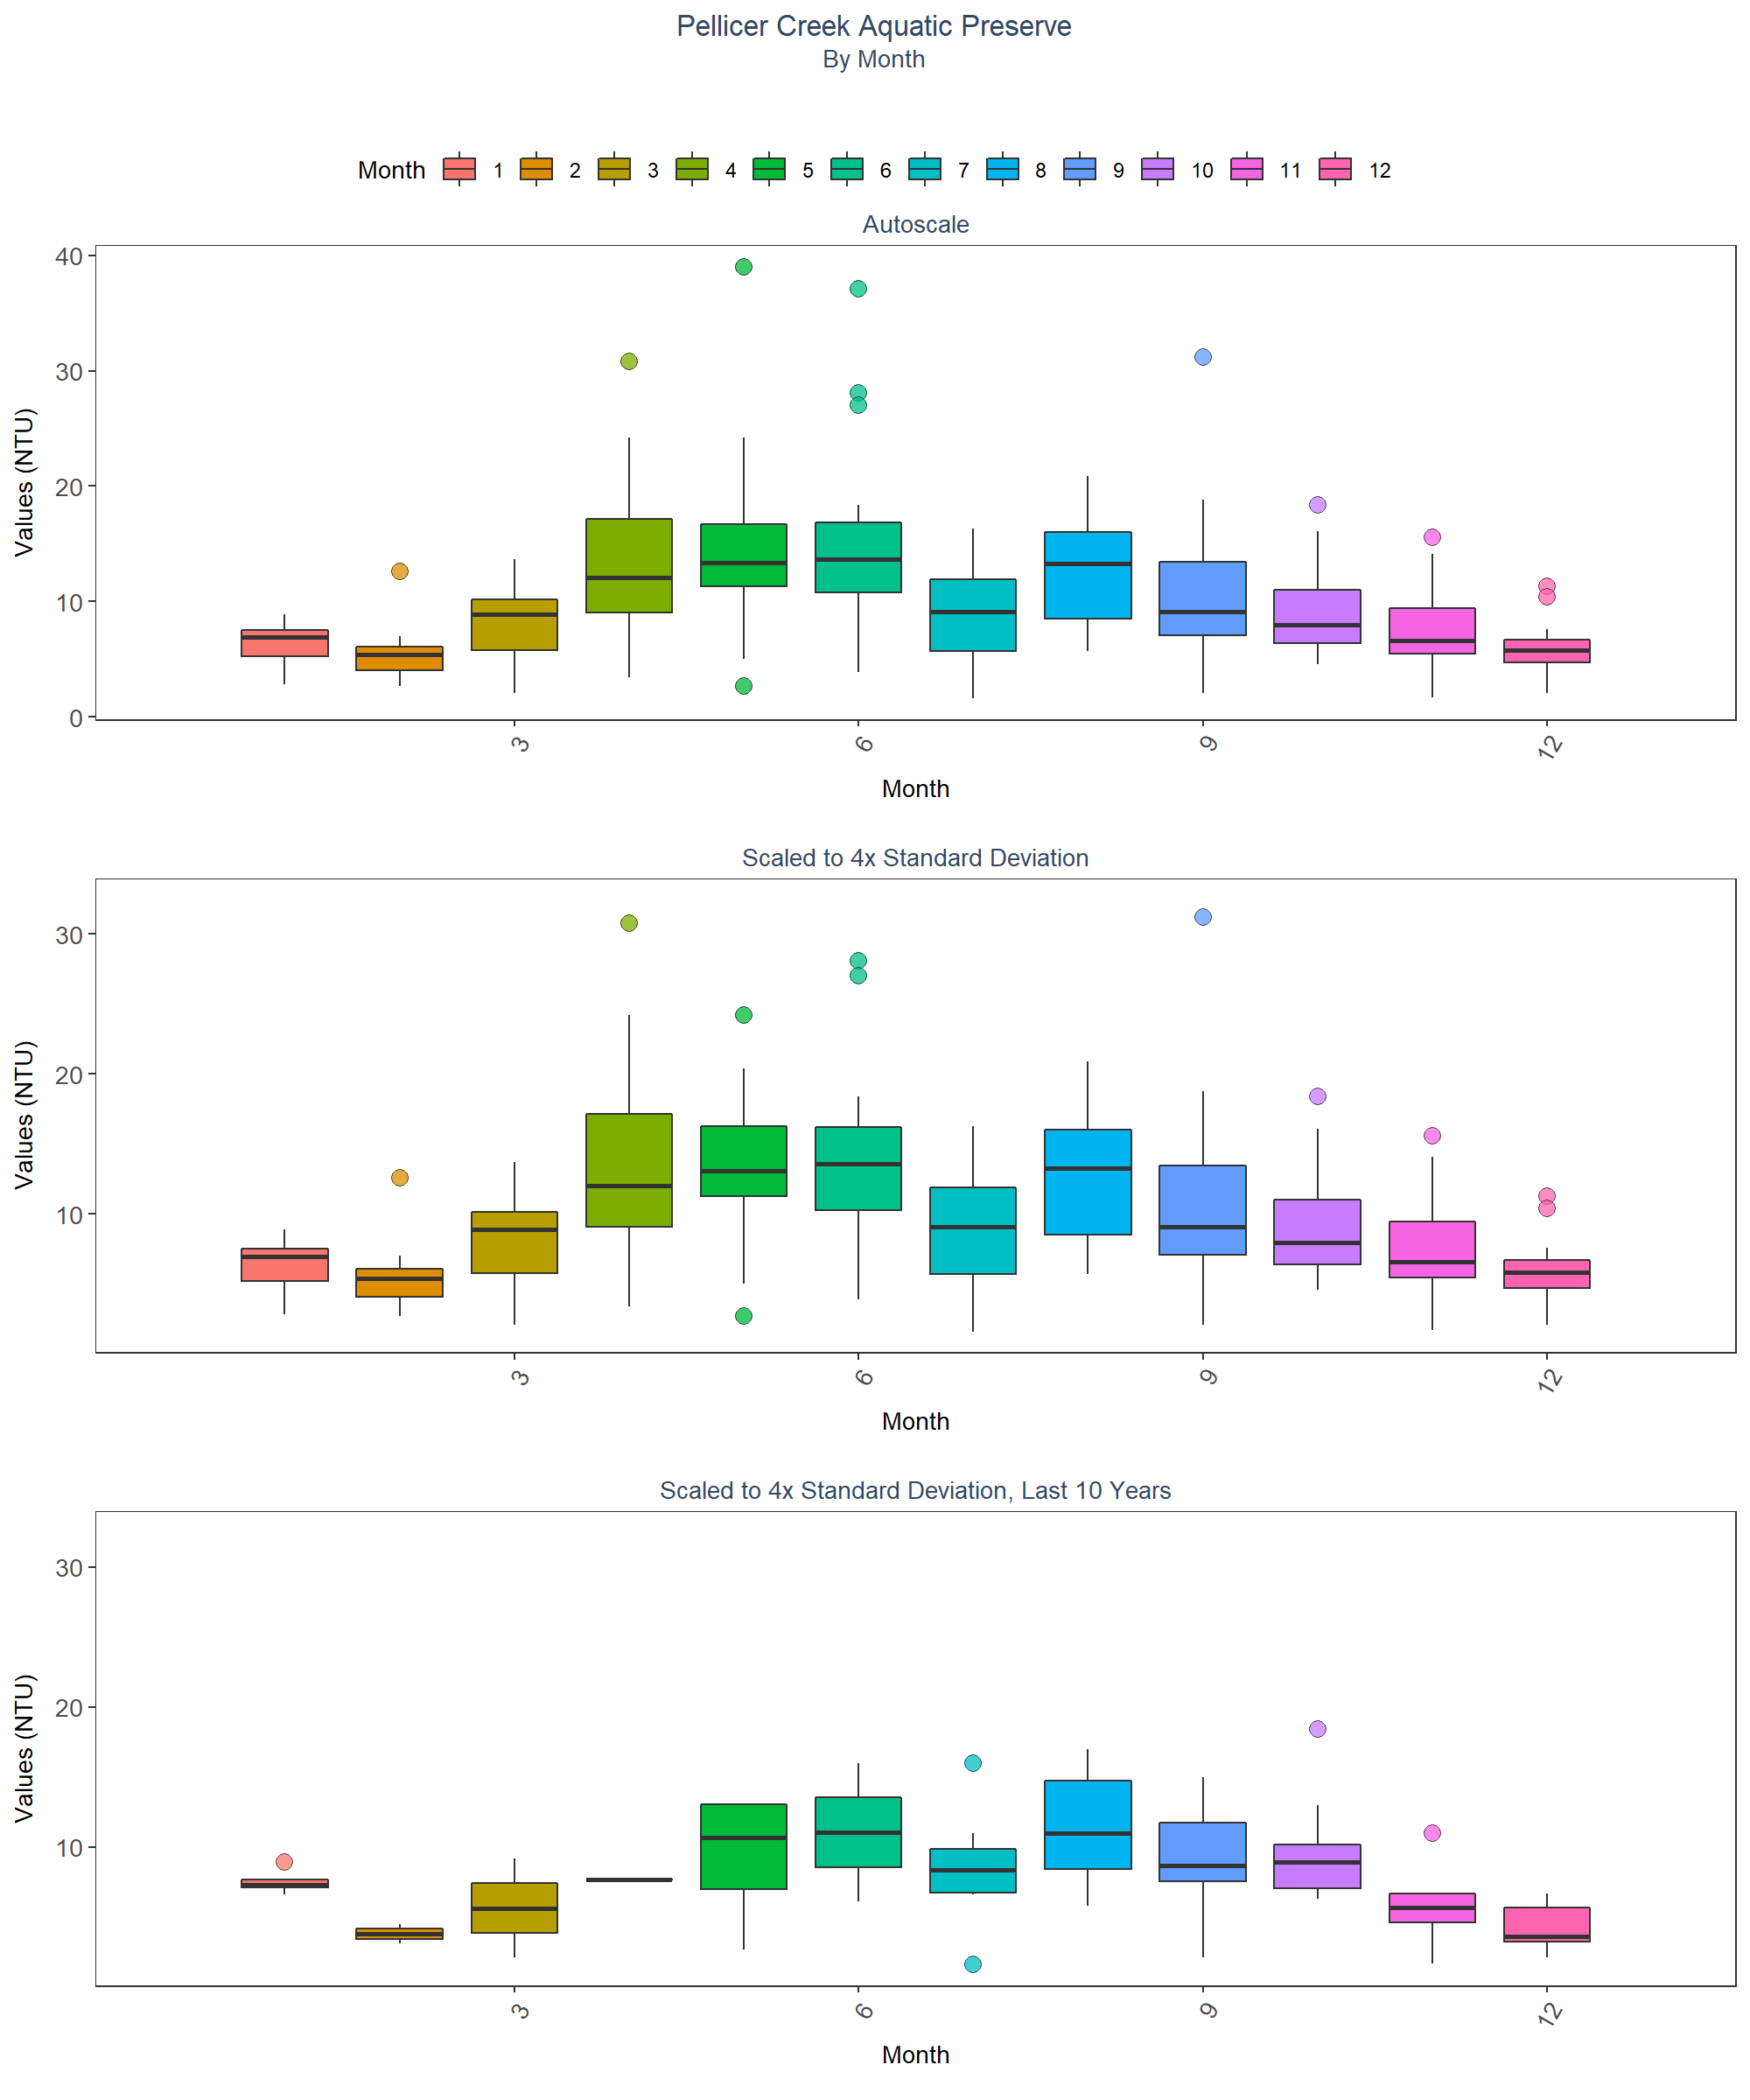 Pellicer Creek Aquatic Preserve
By Month
Month 1 2 3 4 5 6 7 8 9 10 11 12
Autoscale
Values (NTU)
40
30
20
10
0
3 6 9 12
Month
Scaled to 4x Standard Deviation
Values (NTU)
30
20
10
3 6 9 12
Month
Scaled to 4x Standard Deviation, Last 10 Years
Values (NTU)
30
20
10
3 6 9 12
Month